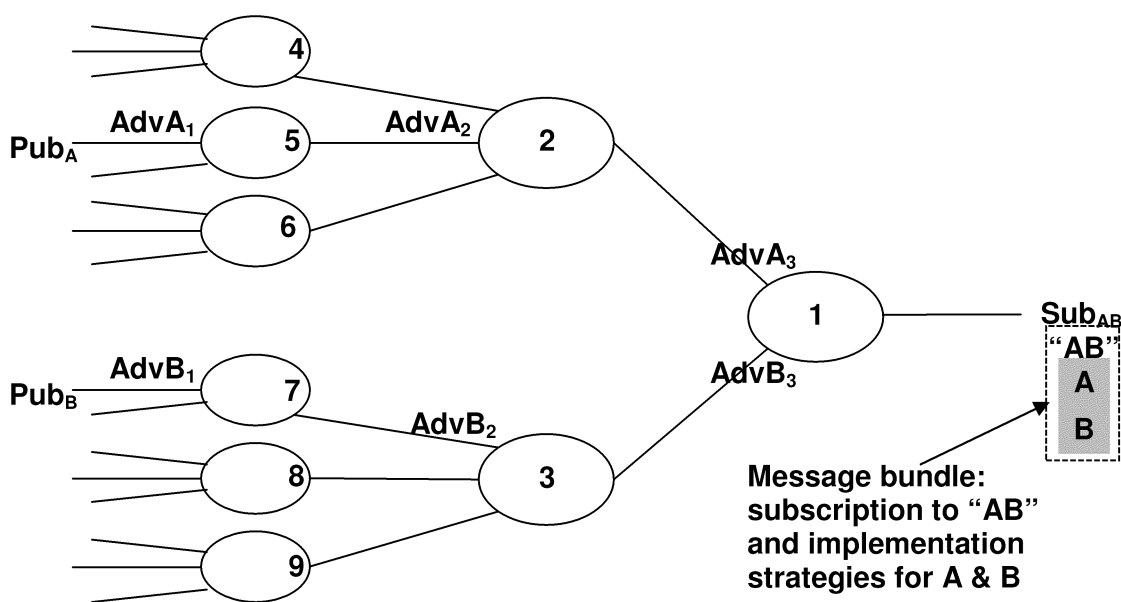 4
AdvA1
AdvA2
PubA
5
2
6
AdvA3
1
SubAB
“AB”
A
B
AdvB1
AdvB3
PubB
7
AdvB2
8
3
9
Message bundle:
subscription to “AB”
and implementation
strategies for A & B